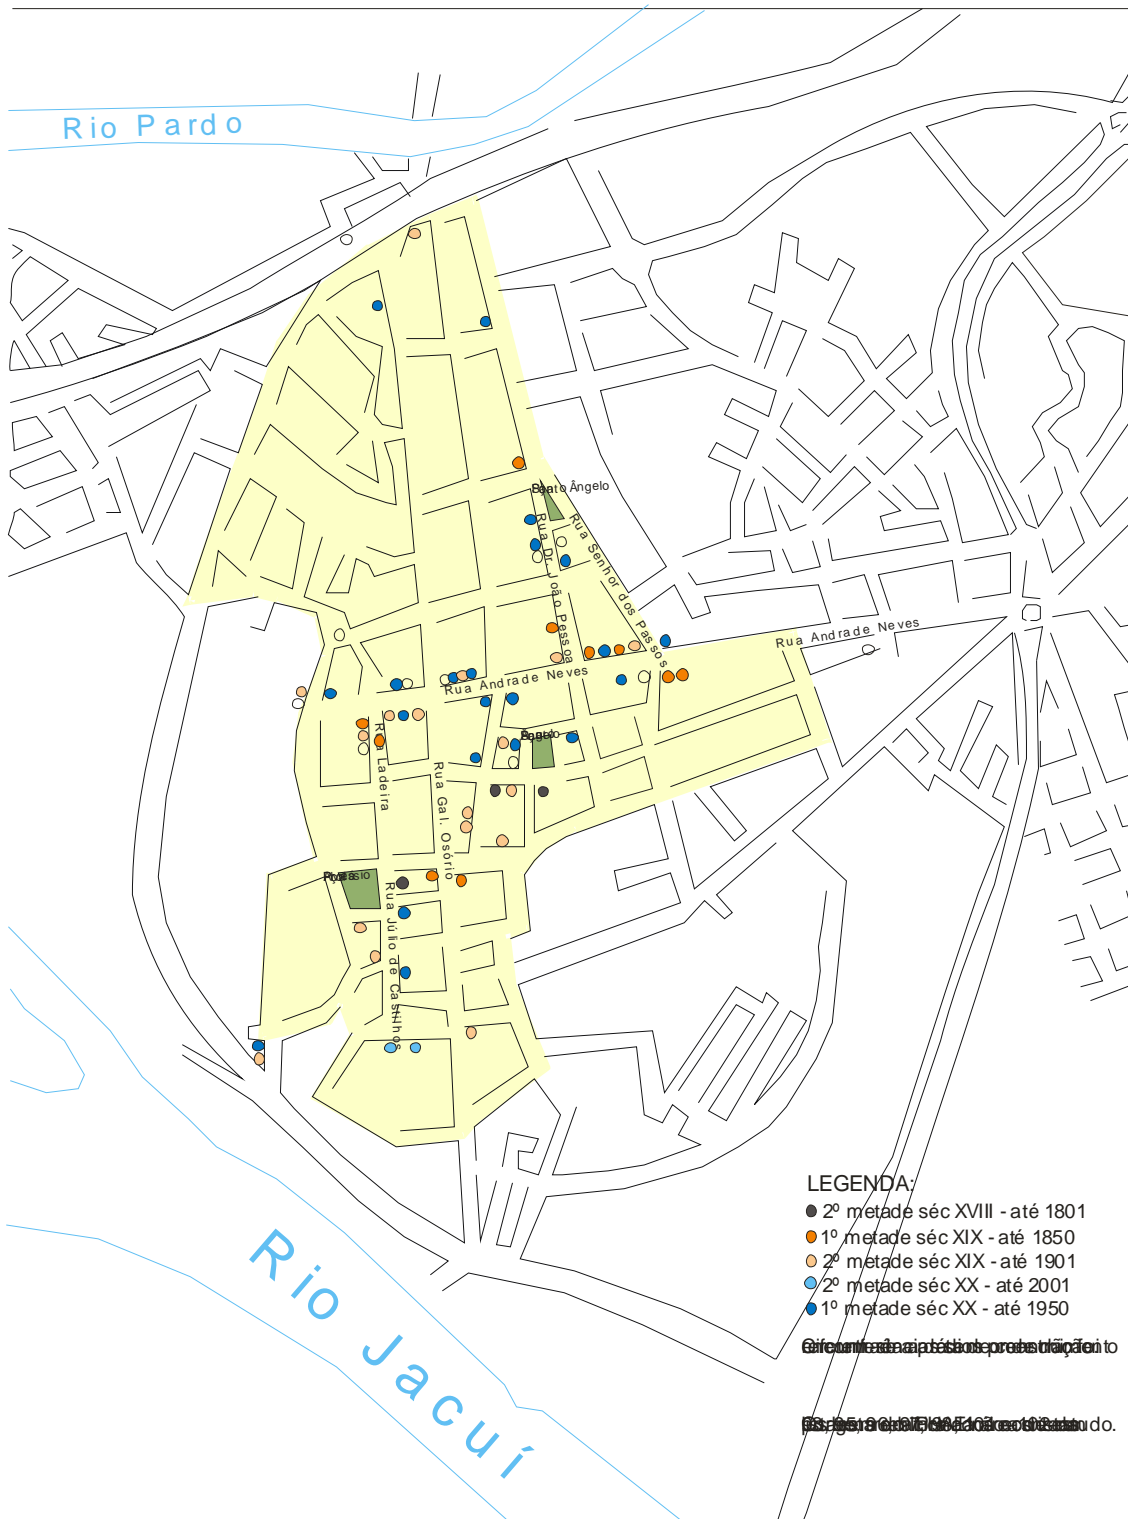 Rio Pardo
Ângelo
Rua Dr. João Pessoa
Rua Senhor dos Passos
Rua Andrade Neves
Rua Andrade Neves
Rua Ladeira
Rua Gal. Osório
Rua Júlio de Castilhos
Rio Jacuí
LEGENDA:
2º metade séc XVIII - até 1801
1º metade séc XIX - até 1850
2º metade séc XIX - até 1901
2º metade séc XX - até 2001
1º metade séc XX - até 1950